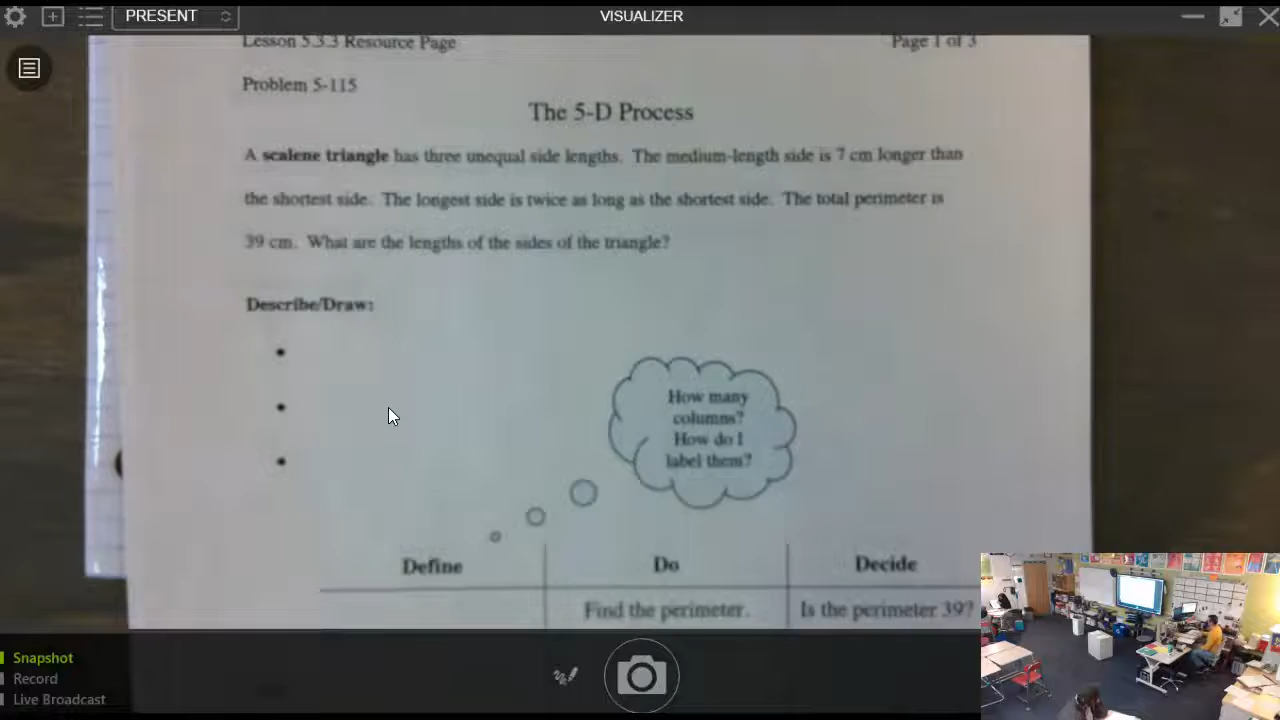 PRESENT
VISUALIZER
Lesson 5.3.3 Resource Page
Page 1 of 3
Problem 5-115
The 5-D Process
A scalene triangle has three unequal side lengths. The medium-length side is 7 cm longer than
the shortest side. The longest side is twice as long as the shortest side. The total perimeter is
39 cm. What are the lengths of the sides of the triangle?
Describe/Draw:
How many
columns?
How do I
label them?
Define
Do
Decide
Find the perimeter.
Is the perimeter 39?
Snapshot
Record
Live Broadcast